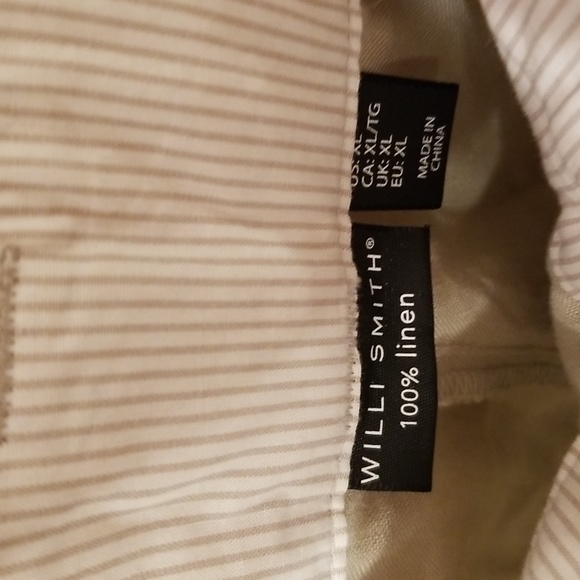 US: XL
CA: XL/TG
UK: XL
EU: XL
MADE IN
CHINA
WILLI SMITH®
100% linen